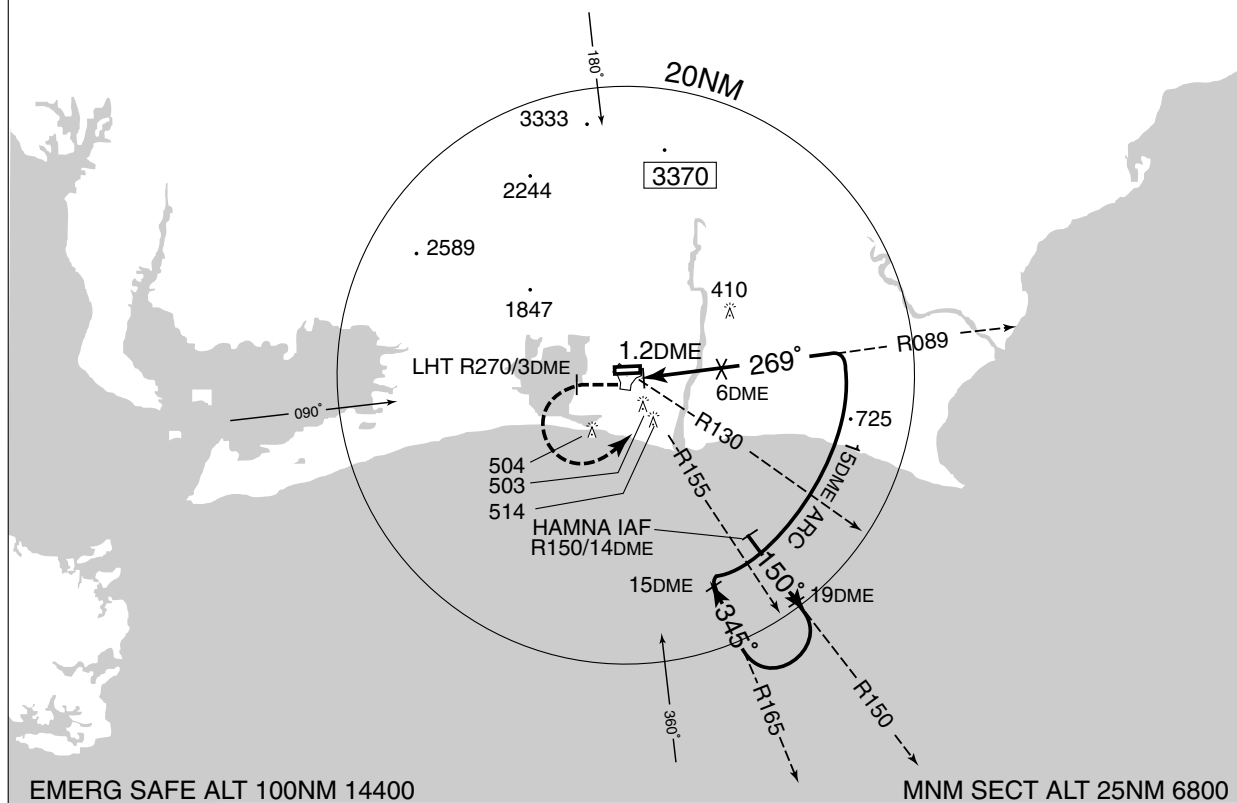 180°
20NM
3333
3370
2244
2589
1847
410
1.2DME
LHT R270/3DME
269°
R089
6DME
090°
R130
725
R155
15DME ARC
504
503
514
HAMNA IAF
R150/14DME
150°
15DME
19DME
345°
R165
R150
360°
EMERG SAFE ALT 100NM 14400
MNM SECT ALT 25NM 6800